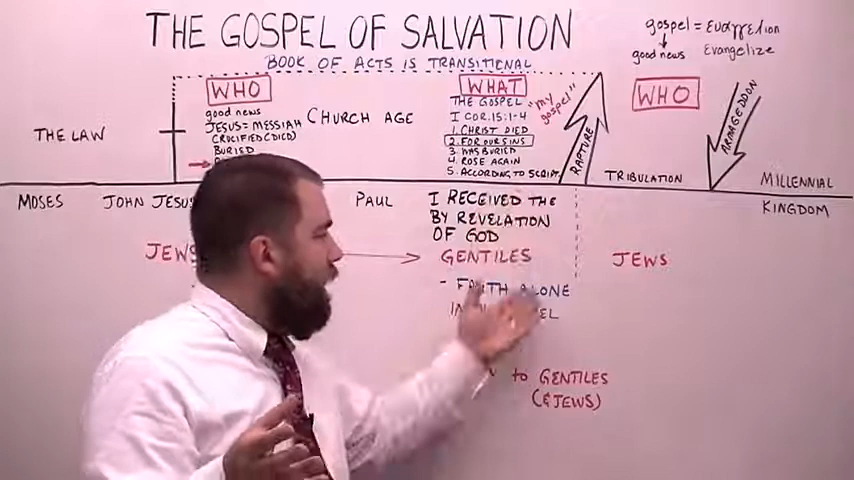 THE GOSPEL OF SALVATION
BOOK OF ACTS IS TRANSITIONAL
gospel = Ευαγγελιον
good news Evangelize
WHO
good news
JESUS = MESSIAH
CRUCIFIED (DIED)
BURIED
CHURCH AGE
WHAT
THE GOSPEL
I COR. 15:1-4
1. CHRIST DIED
2. FOR OUR SINS
3. WAS BURIED
4. ROSE AGAIN
5. ACCORDING TO SCRIPT
"my gospel"
RAPTURE
WHO
ARMAGEDDON
THE LAW
TRIBULATION
MILLENNIAL
KINGDOM
MOSES
JOHN JESUS
PAUL
I RECEIVED THE
BY REVELATION
OF GOD
JEWS
GENTILES
JEWS
- FAITH ALONE
to GENTILES
(& JEWS)